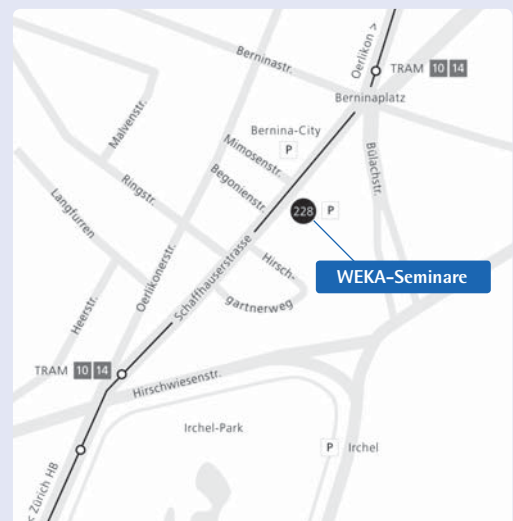 Oerlikon >
TRAM 10 14
Berninastr.
Berninaplatz
Malvenstr.
Bernina-City
P
Mimosenstr.
Bülachstr.
Begonienstr.
Ringstr.
Langfurren
228 P
Oerlikonerstr.
Schaffhauserstrasse
Hirsch-
gartnerweg
WEKA-Seminare
Heerstr.
TRAM 10 14
Hirschwiesenstr.
Irchel-Park
P Irchel
< Zürich HB